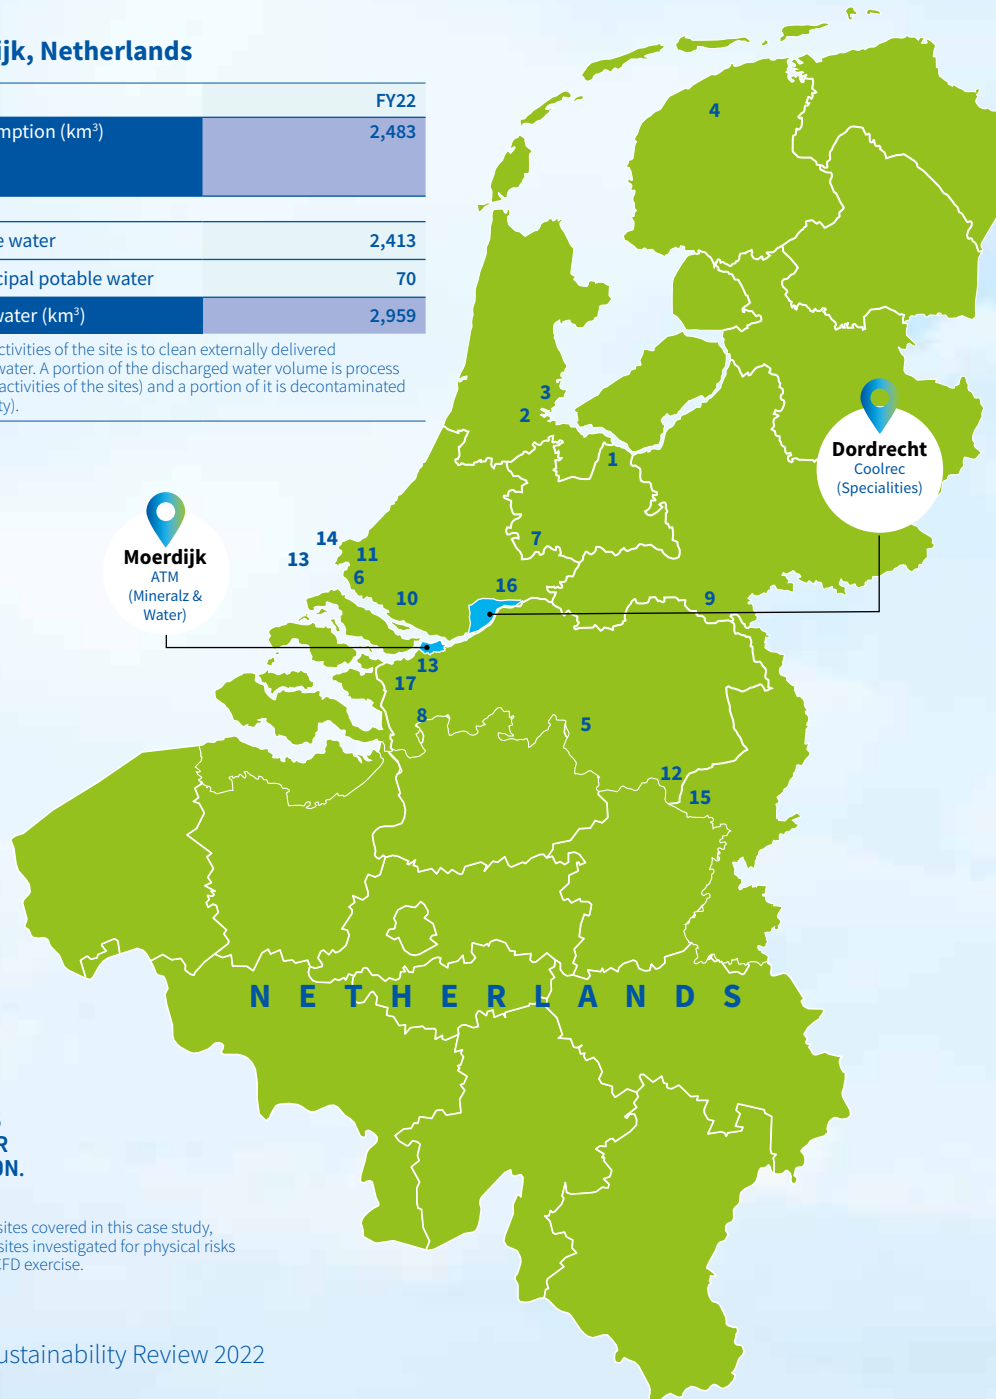 ijk, Netherlands
FY22
mption (km³)
2,483
e water
2,413
cipal potable water
70
water (km³)
2,959
ctivities of the site is to clean externally delivered
water. A portion of the discharged water volume is process
activities of the sites) and a portion of it is decontaminated
ty).
4
3
2
1
Dordrecht
Coolrec
(Specialities)
Moerdijk
ATM
(Mineralz &
Water)
14
13
11
6
7
10
16
9
13
17
8
5
12
15
NETHERLANDS
R
ON.
sites covered in this case study,
sites investigated for physical risks
CFD exercise.
ustainability Review 2022